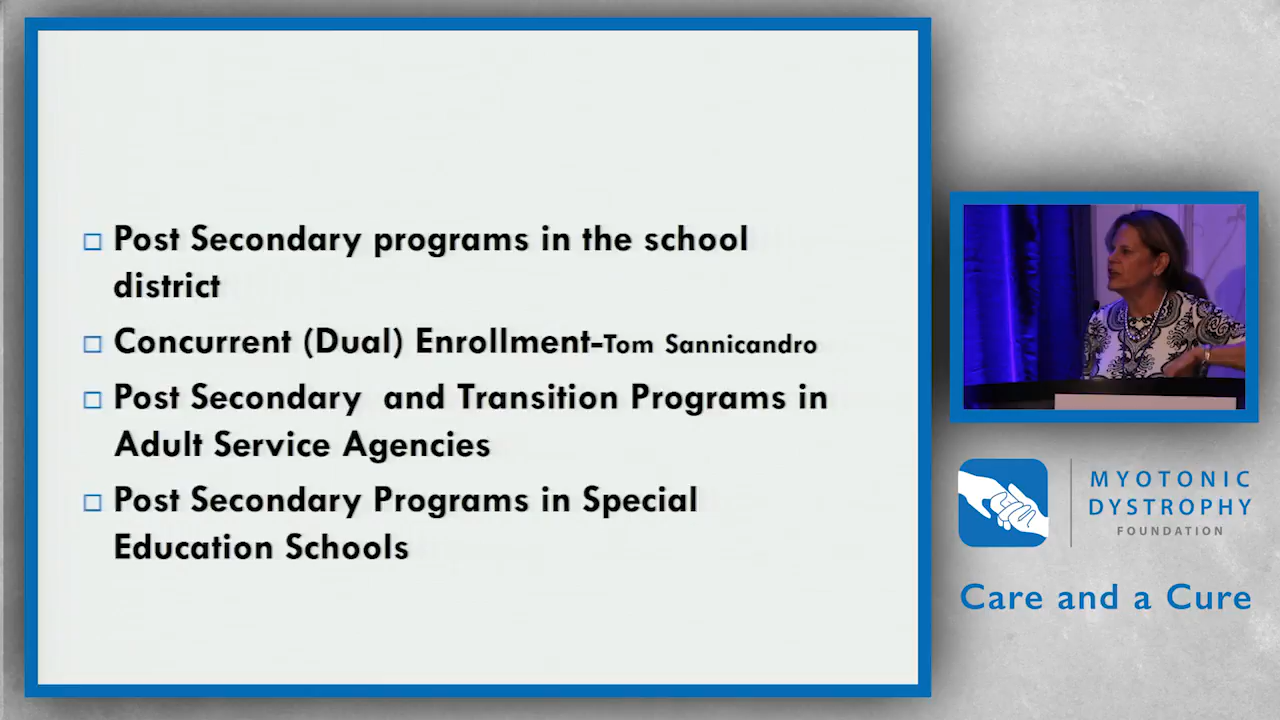 Post Secondary programs in the school
district
Concurrent (Dual) Enrollment-Tom Sannicandro
Post Secondary and Transition Programs in
Adult Service Agencies
Post Secondary Programs in Special
Education Schools
MYOTONIC
DYSTROPHY
FOUNDATION
Care and a Cure